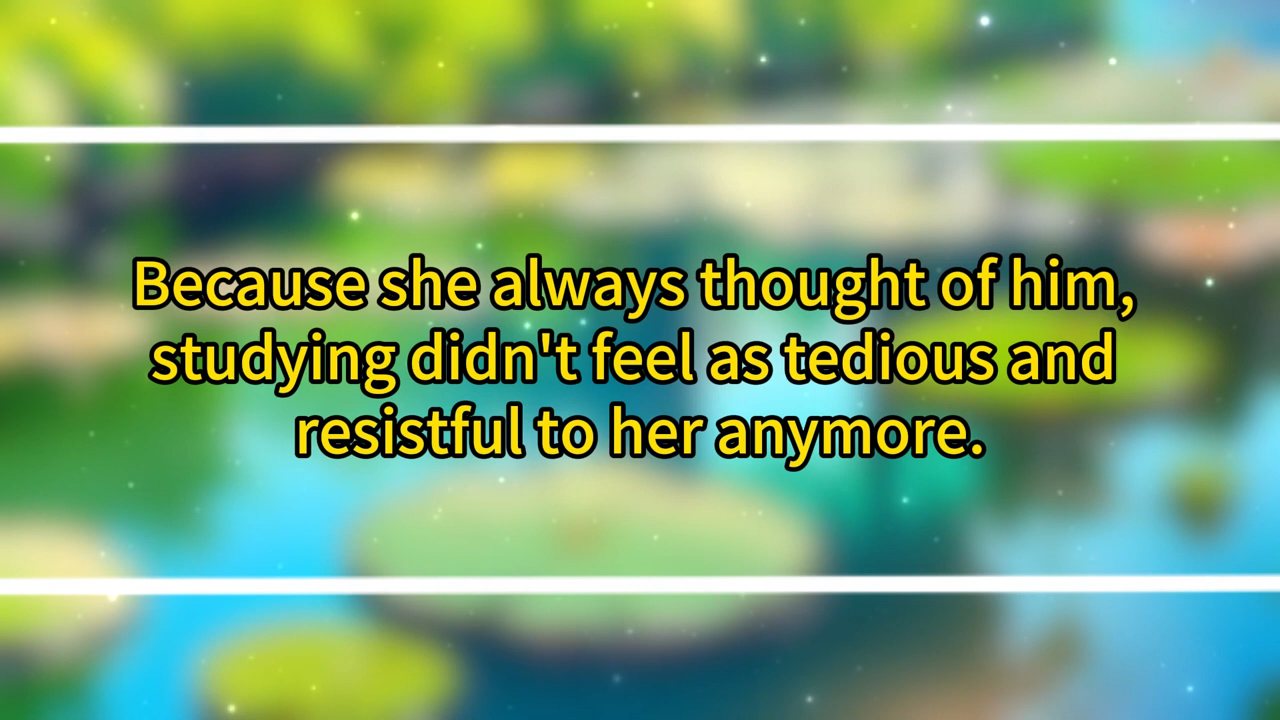 Because she always thought of him,
studying didn't feel as tedious and
resistful to her anymore.